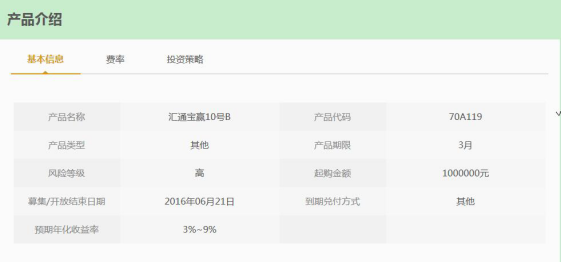 产品介绍
基本信息 费率 投资策略
产品名称 汇通宝赢10号B 产品代码 70A119
产品类型 其他 产品期限 3月
风险等级 高 起购金额 1000000元
募集/开放结束日期 2016年06月21日 到期兑付方式 其他
预期年化收益率 3%~9%